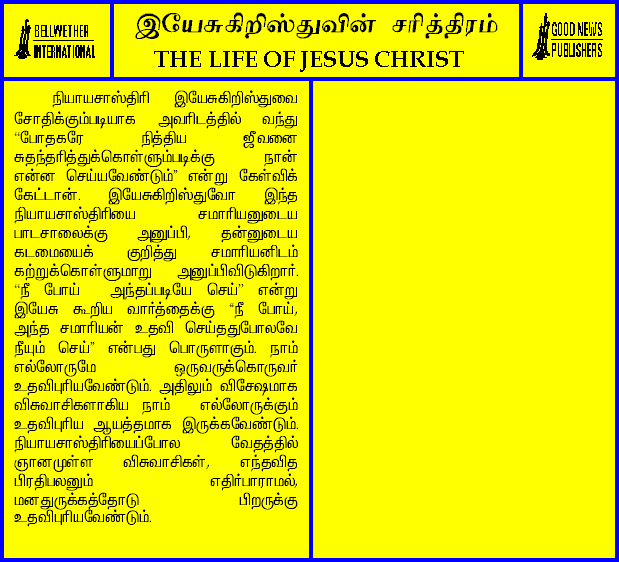 BELLWETHER
INTERNATIONAL
இயேசுகிறிஸ்துவின் சரித்திரம்
THE LIFE OF JESUS CHRIST
GOOD NEWS
PUBLISHERS
நியாயசாஸ்திரி இயேசுகிறிஸ்துவை
சோதிக்கும்படியாக அவரிடத்தில் வந்து
“போதகரே நித்திய ஜீவனை
சுதந்தரித்துக்கொள்ளும்படிக்கு நான்
என்ன செய்யவேண்டும்” என்று கேள்விக்
கேட்டான். இயேசுகிறிஸ்துவோ இந்த
நியாயசாஸ்திரியை சமாரியனுடைய
பாடசாலைக்கு அனுப்பி, தன்னுடைய
கடமையைக் குறித்து சமாரியனிடம்
கற்றுக்கொள்ளுமாறு அனுப்பிவிடுகிறார்.
“நீ போய் அந்தப்படியே செய்” என்று
இயேசு கூறிய வார்த்தைக்கு “நீ போய்,
அந்த சமாரியன் உதவி செய்ததுபோலவே
நீயும் செய்” என்பது பொருளாகும். நாம்
எல்லோருமே ஒருவருக்கொருவர்
உதவிபுரியவேண்டும். அதிலும் விசேஷமாக
விசுவாசிகளாகிய நாம் எல்லோருக்கும்
உதவிபுரிய ஆயத்தமாக இருக்கவேண்டும்.
நியாயசாஸ்திரியைப்போல வேதத்தில்
ஞானமுள்ள விசுவாசிகள், எந்தவித
பிரதிபலனும் எதிர்பாராமல்,
மனதுருக்கத்தோடு பிறருக்கு
உதவிபுரியவேண்டும்.